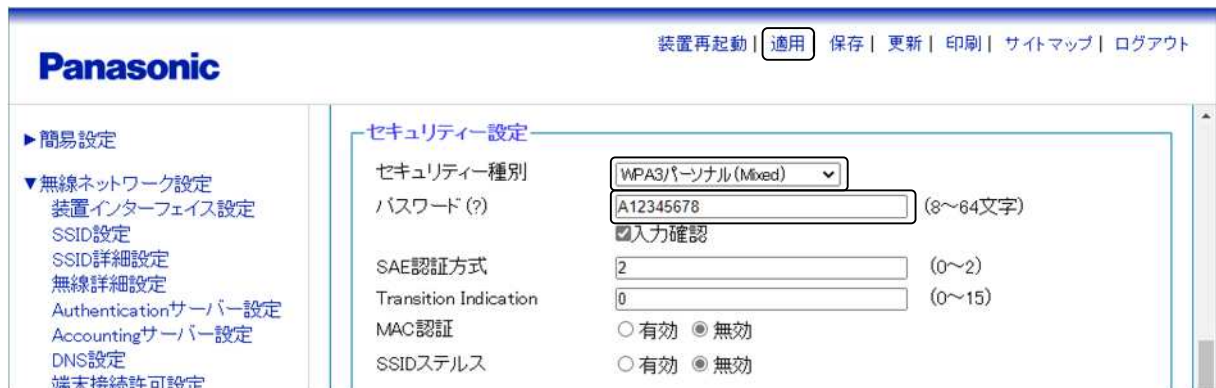 装置再起動 | 適用 保存 | 更新 | 印刷 | サイトマップ | ログアウト
Panasonic
▶簡易設定
▼無線ネットワーク設定
装置インターフェイス設定
SSID設定
SSID詳細設定
無線詳細設定
Authenticationサーバー設定
Accountingサーバー設定
DNS設定
端末接続許可設定
セキュリティー設定
セキュリティー種別 WPA3パーソナル(Mixed)
パスワード(?) A12345678 (8～64文字)
入力確認
SAE認証方式 2 (0～2)
Transition Indication 0 (0～15)
MAC認証 有効 無効
SSIDステルス 有効 無効